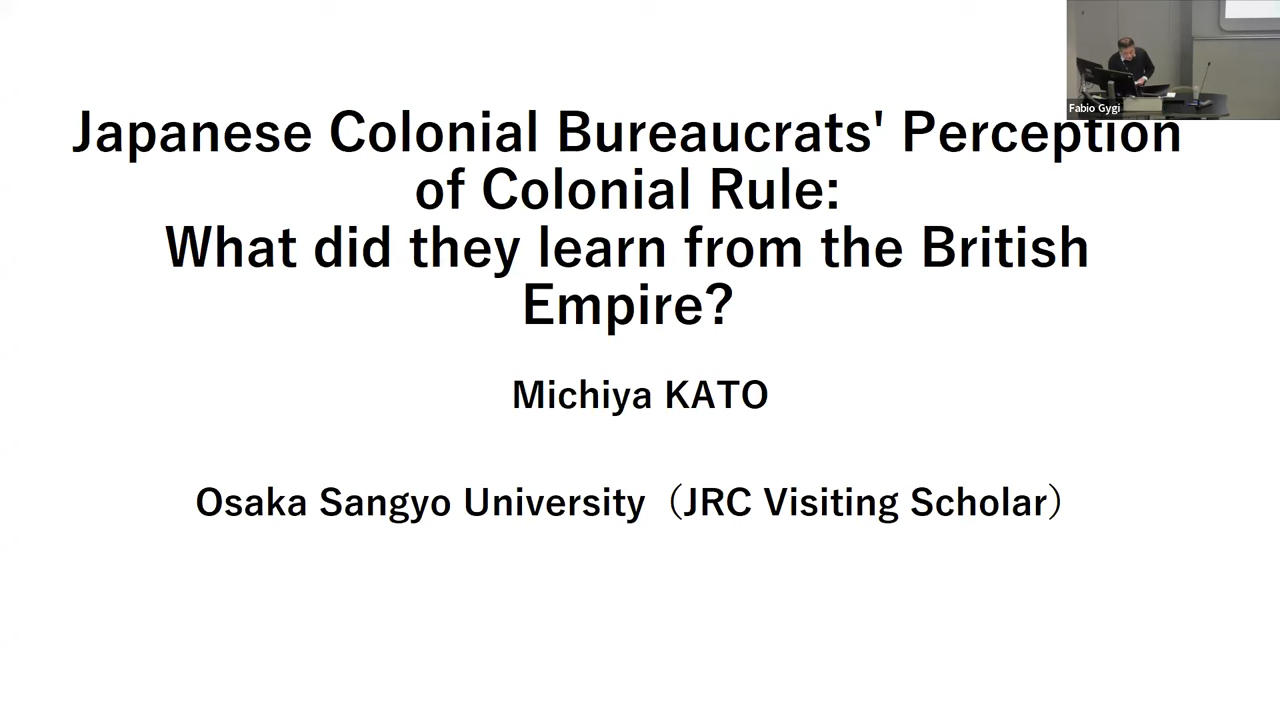 Fabio Gygi
Japanese Colonial Bureaucrats' Perception
of Colonial Rule:
What did they learn from the British
Empire?
Michiya KATO
Osaka Sangyo University（JRC Visiting Scholar）